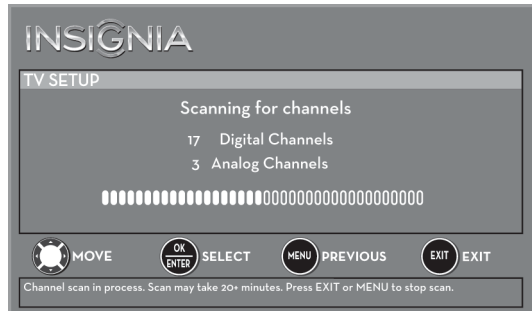 INSIGNIA
TV SETUP
Scanning for channels
17 Digital Channels
3 Analog Channels
MOVE OK ENTER SELECT MENU PREVIOUS EXIT EXIT
Channel scan in process. Scan may take 20+ minutes. Press EXIT or MENU to stop scan.